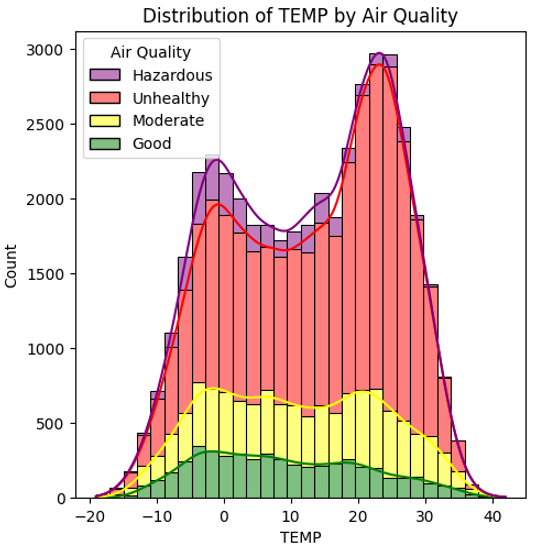 Distribution of TEMP by Air Quality
Air Quality
Hazardous
Unhealthy
Moderate
Good
3000
2500
2000
1500
1000
500
0
Count
−20 −10 0 10 20 30 40
TEMP